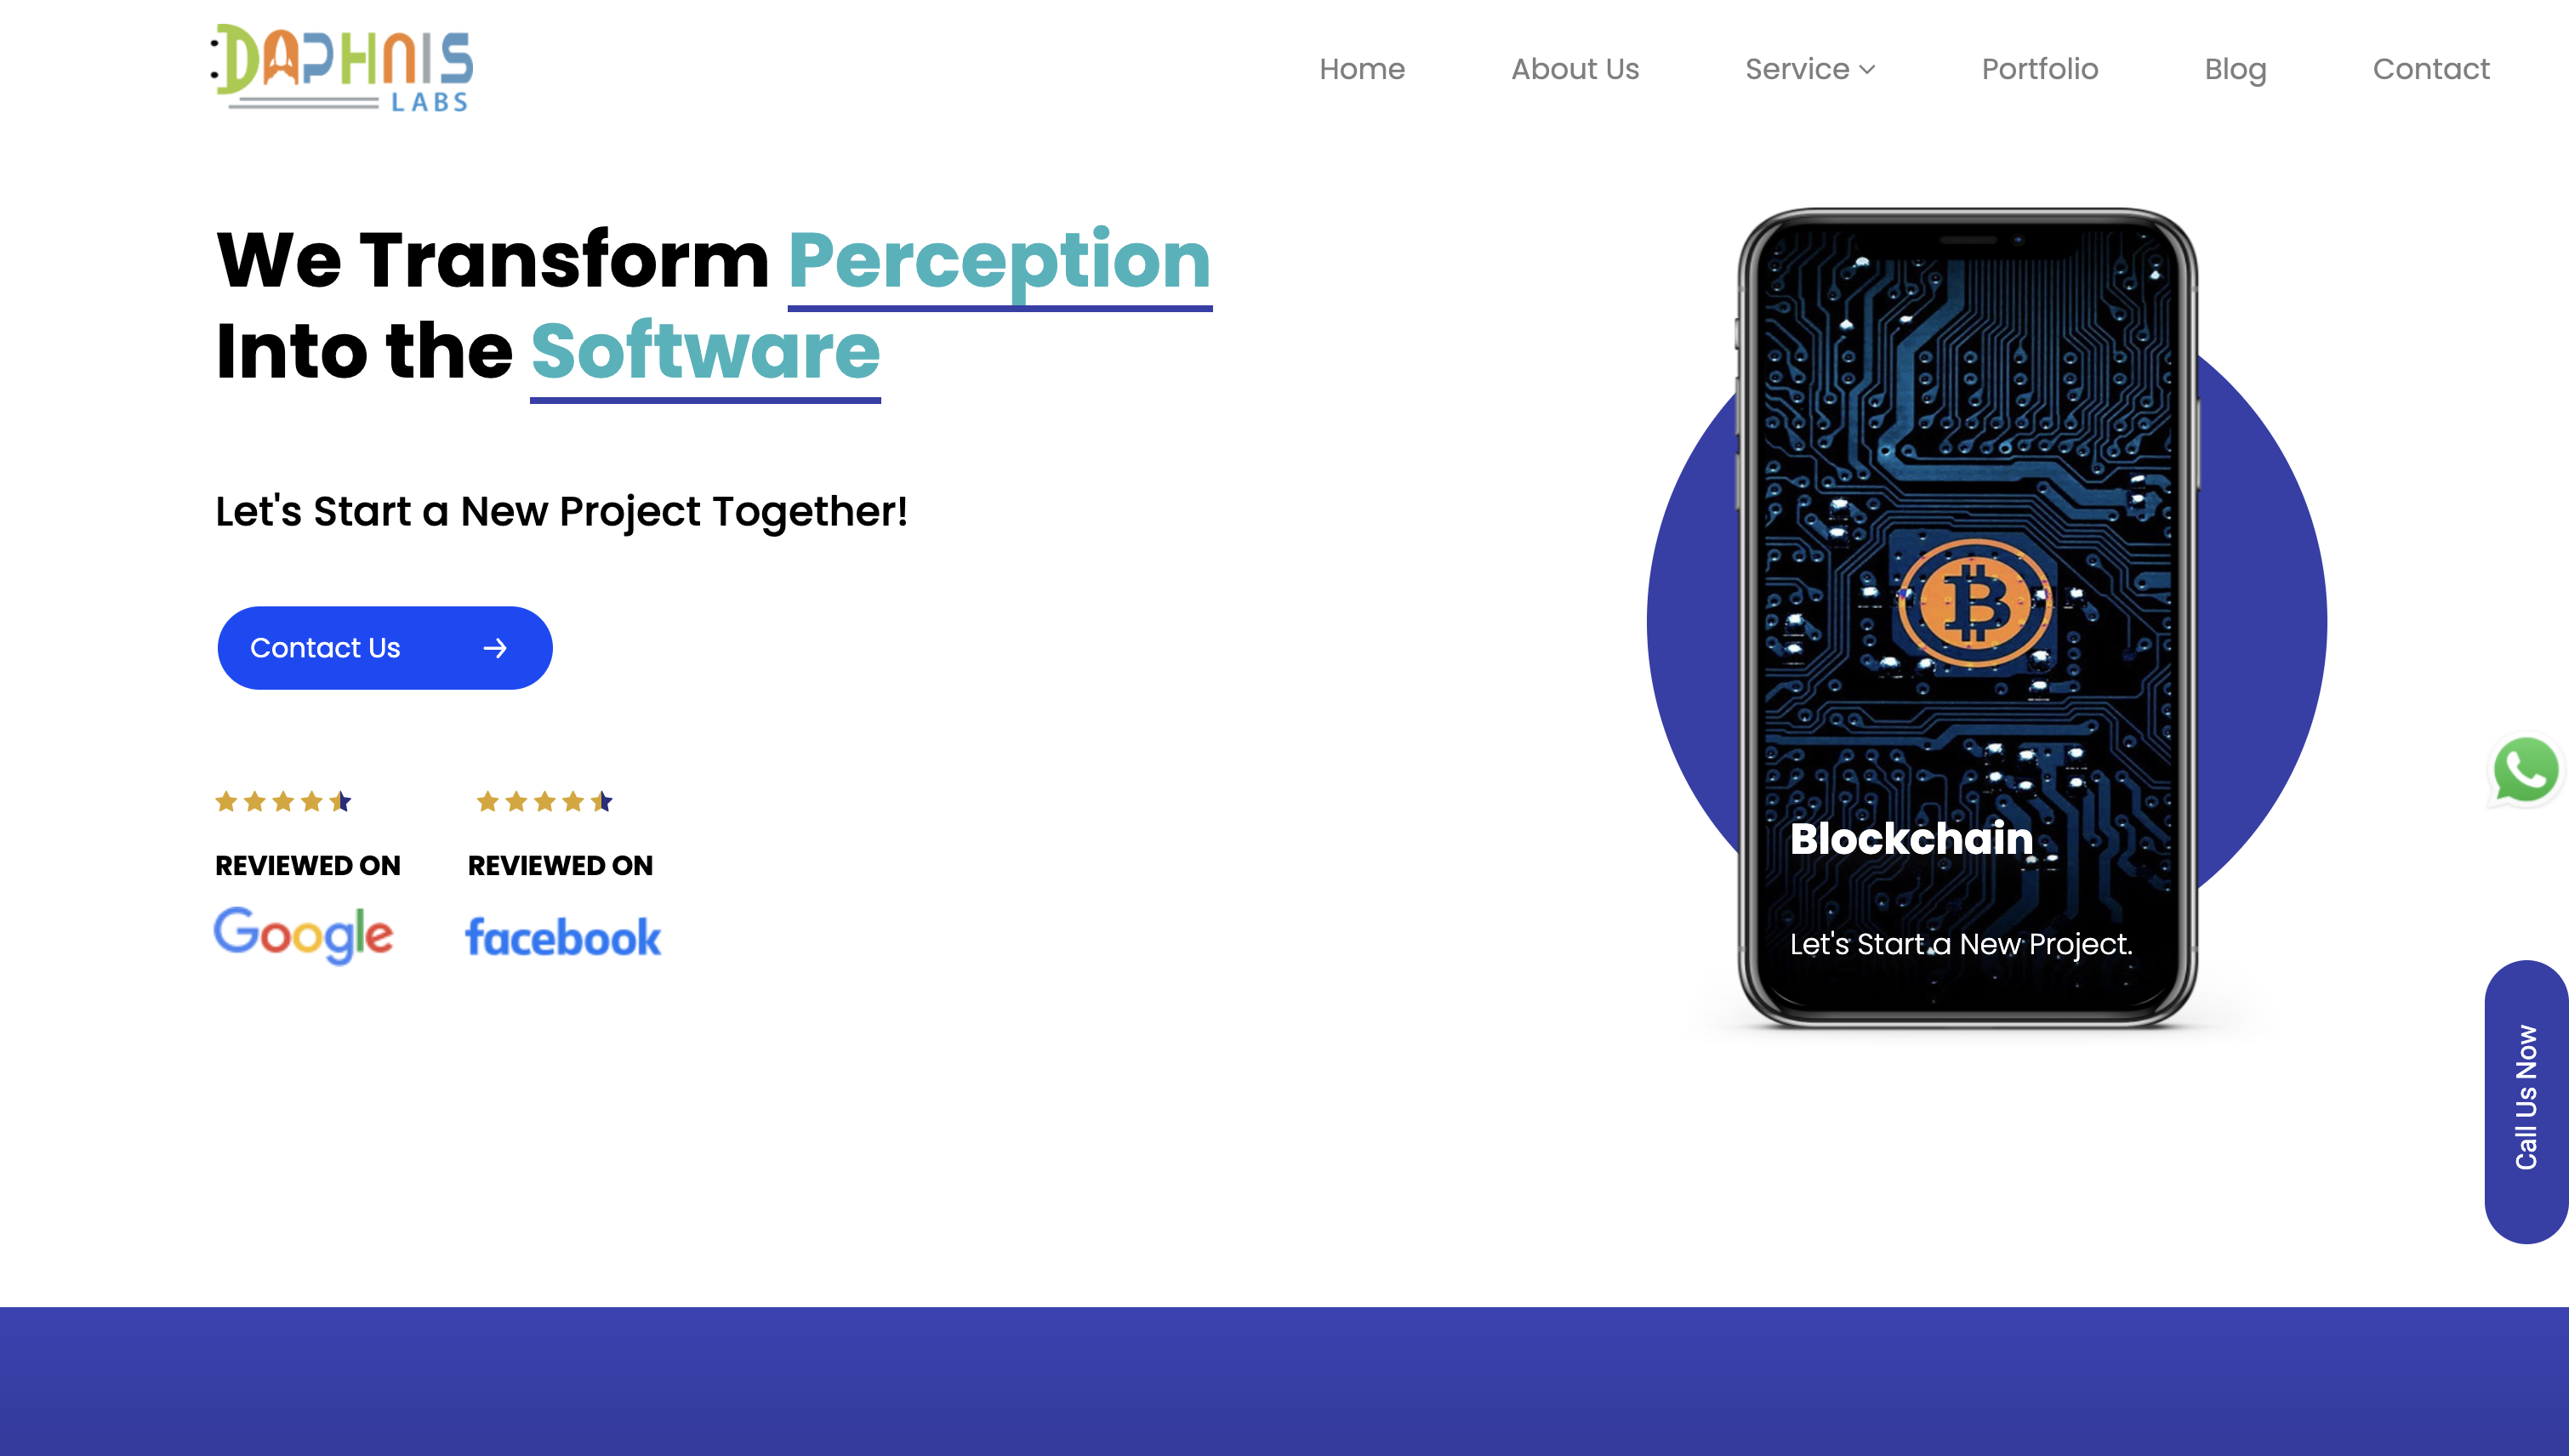 DAPHNIS
LABS
Home About Us Service Portfolio Blog Contact
We Transform Perception
Into the Software
Let's Start a New Project Together!
Contact Us
REVIEWED ON
Google
REVIEWED ON
facebook
Blockchain
Let's Start a New Project.
Call Us Now